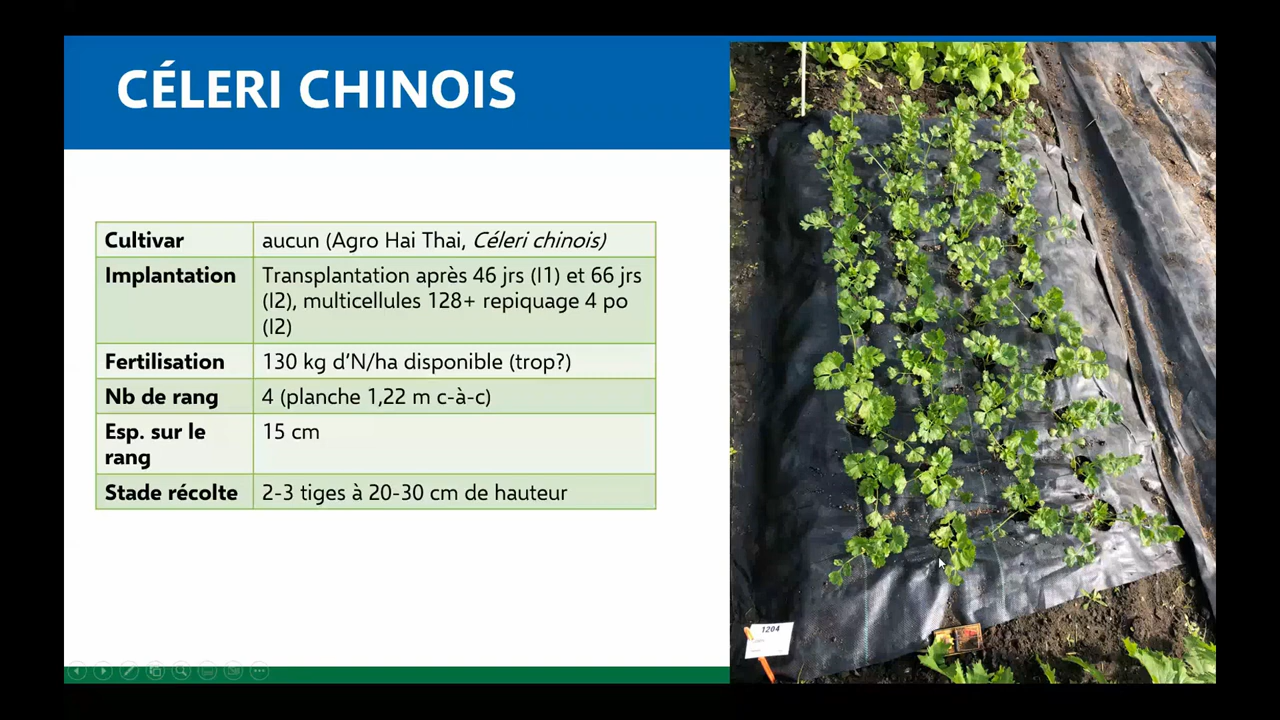 CÉLERI CHINOIS
Cultivar aucun (Agro Hai Thai, Céleri chinois)
Implantation Transplantation après 46 jrs (I1) et 66 jrs
(I2), multicellules 128+ repiquage 4 po
(I2)
Fertilisation 130 kg d'N/ha disponible (trop?)
Nb de rang 4 (planche 1,22 m c-à-c)
Esp. sur le 15 cm
rang
Stade récolte 2-3 tiges à 20-30 cm de hauteur
1204